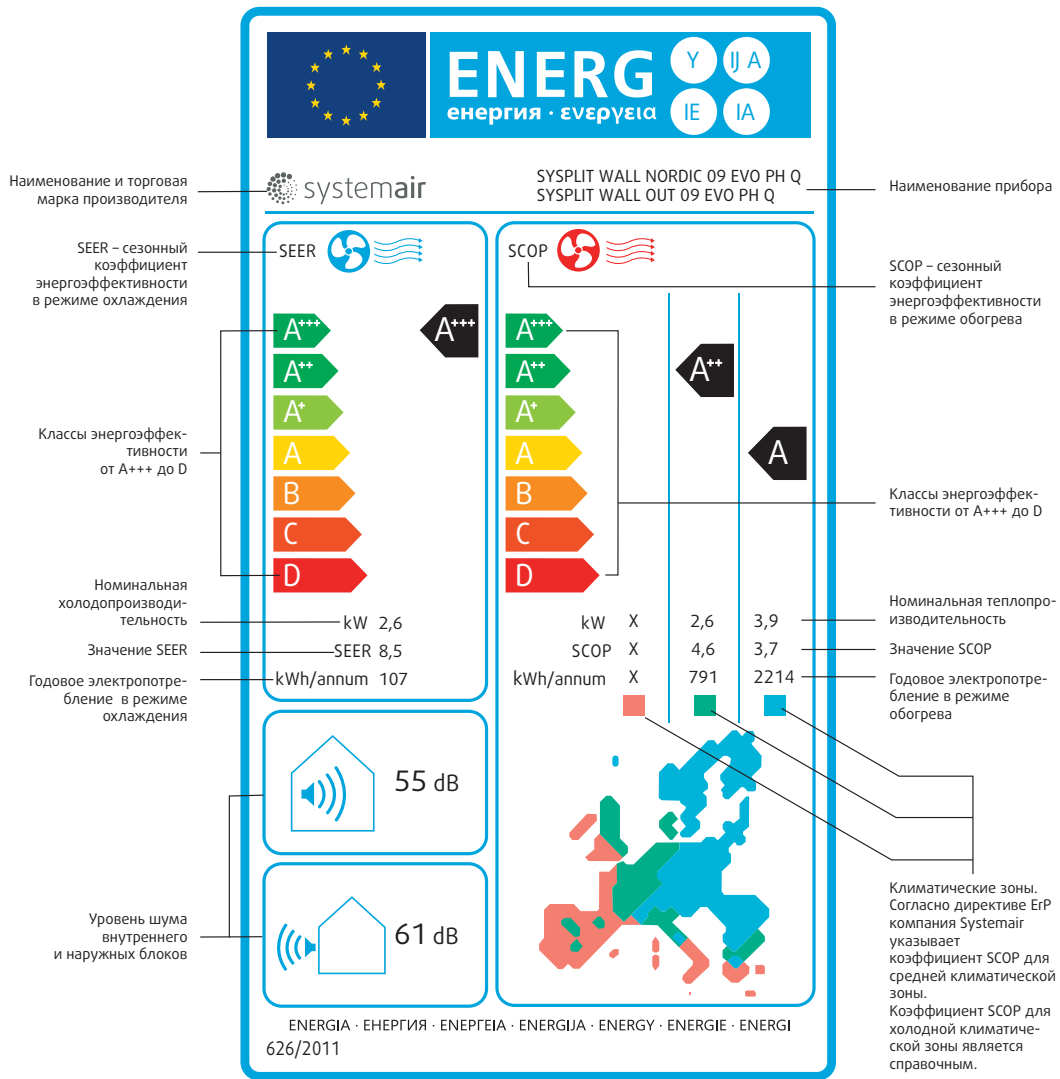 ENERG
енергия · ενεργεια
Y
IJ A
IE
IA
Наименование и торговая
марка производителя
systemair
SYSPLIT WALL NORDIC 09 EVO PH Q
SYSPLIT WALL OUT 09 EVO PH Q
Наименование прибора
SEER – сезонный
коэффициент
энергоэффективности
в режиме охлаждения
SEER
SCOP
SCOP – сезонный
коэффициент
энергоэффективности
в режиме обогрева
A+++
A++
A+
A
B
C
D
A+++
A+++
A++
A+
A
B
C
D
A++
A
Классы энергоэффек-
тивности
от А+++ до D
Классы энергоэффек-
тивности от А+++ до D
Номинальная
холодопроизводи-
тельность
kW 2,6
Значение SEER
SEER 8,5
Годовое электропотре-
бление в режиме
охлаждения
kWh/annum 107
kW X 2,6 3,9
SCOP X 4,6 3,7
kWh/annum X 791 2214
Номинальная теплопро-
изводительность
Значение SCOP
Годовое электропотре-
бление в режиме
обогрева
55 dB
61 dB
Уровень шума
внутреннего
и наружных блоков
Климатические зоны.
Согласно директиве ErP
компания Systemair
указывает
коэффициент SCOP для
средней климатической
зоны.
Коэффициент SCOP для
холодной климатиче-
ской зоны является
справочным.
ENERGIA · ЕНЕРГИЯ · ΕΝΕΡΓΕΙΑ · ENERGIJA · ENERGY · ENERGIE · ENERGI
626/2011